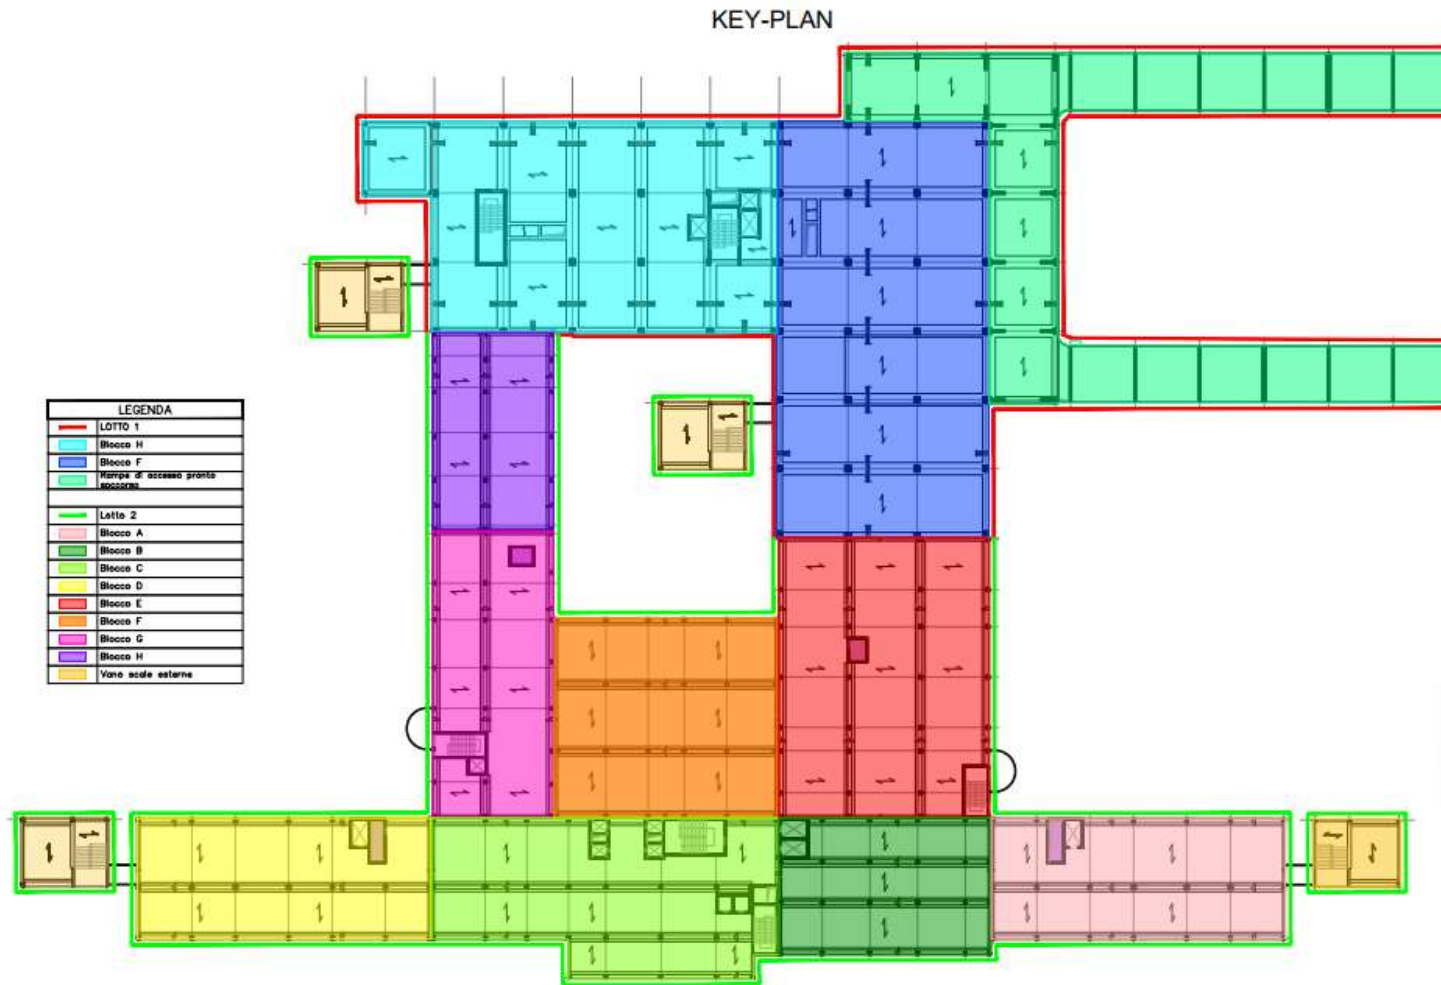 KEY-PLAN
LEGENDA
LOTTO 1
Blocco H
Blocco F
Rampe di accesso pronto
soccorso
Lotto 2
Blocco A
Blocco B
Blocco C
Blocco D
Blocco E
Blocco F
Blocco G
Blocco H
Vano scale esterne